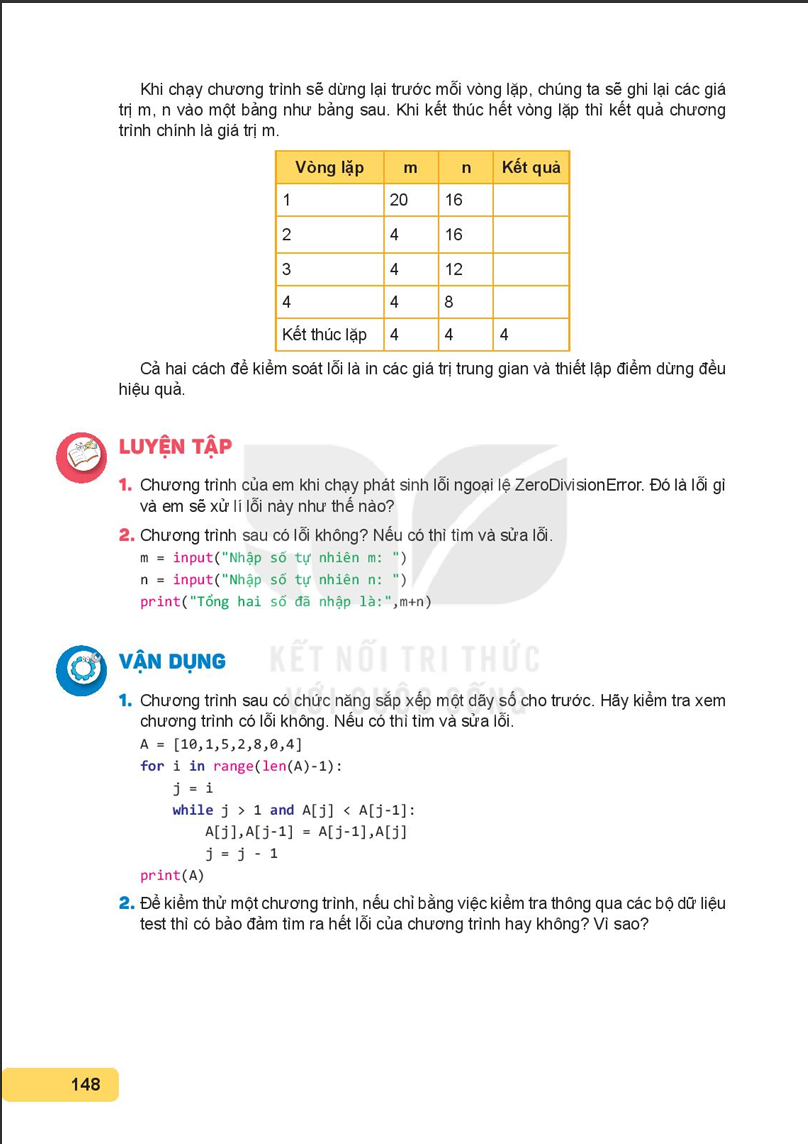 Khi chạy chương trình sẽ dừng lại trước mỗi vòng lặp, chúng ta sẽ ghi lại các giá
trị m, n vào một bảng như bảng sau. Khi kết thúc hết vòng lặp thì kết quả chương
trình chính là giá trị m.
Vòng lặp m n Kết quả
1 20 16
2 4 16
3 4 12
4 4 8
Kết thúc lặp 4 4 4
Cả hai cách để kiểm soát lỗi là in các giá trị trung gian và thiết lập điểm dừng đều
hiệu quả.
LUYỆN TẬP
1. Chương trình của em khi chạy phát sinh lỗi ngoại lệ ZeroDivisionError. Đó là lỗi gì
và em sẽ xử lí lỗi này như thế nào?
2. Chương trình sau có lỗi không? Nếu có thì tìm và sửa lỗi.
m = input("Nhập số tự nhiên m: ")
n = input("Nhập số tự nhiên n: ")
print("Tổng hai số đã nhập là:",m+n)
KẾT NỐI TRI THỨC
VỚI CUỘC SỐNG
VẬN DỤNG
1. Chương trình sau có chức năng sắp xếp một dãy số cho trước. Hãy kiểm tra xem
chương trình có lỗi không. Nếu có thì tìm và sửa lỗi.
A = [10,1,5,2,8,0,4]
for i in range(len(A)-1):
    j = i
    while j > 1 and A[j] < A[j-1]:
        A[j],A[j-1] = A[j-1],A[j]
        j = j - 1
print(A)
2. Để kiểm thử một chương trình, nếu chỉ bằng việc kiểm tra thông qua các bộ dữ liệu
test thì có bảo đảm tìm ra hết lỗi của chương trình hay không? Vì sao?
148